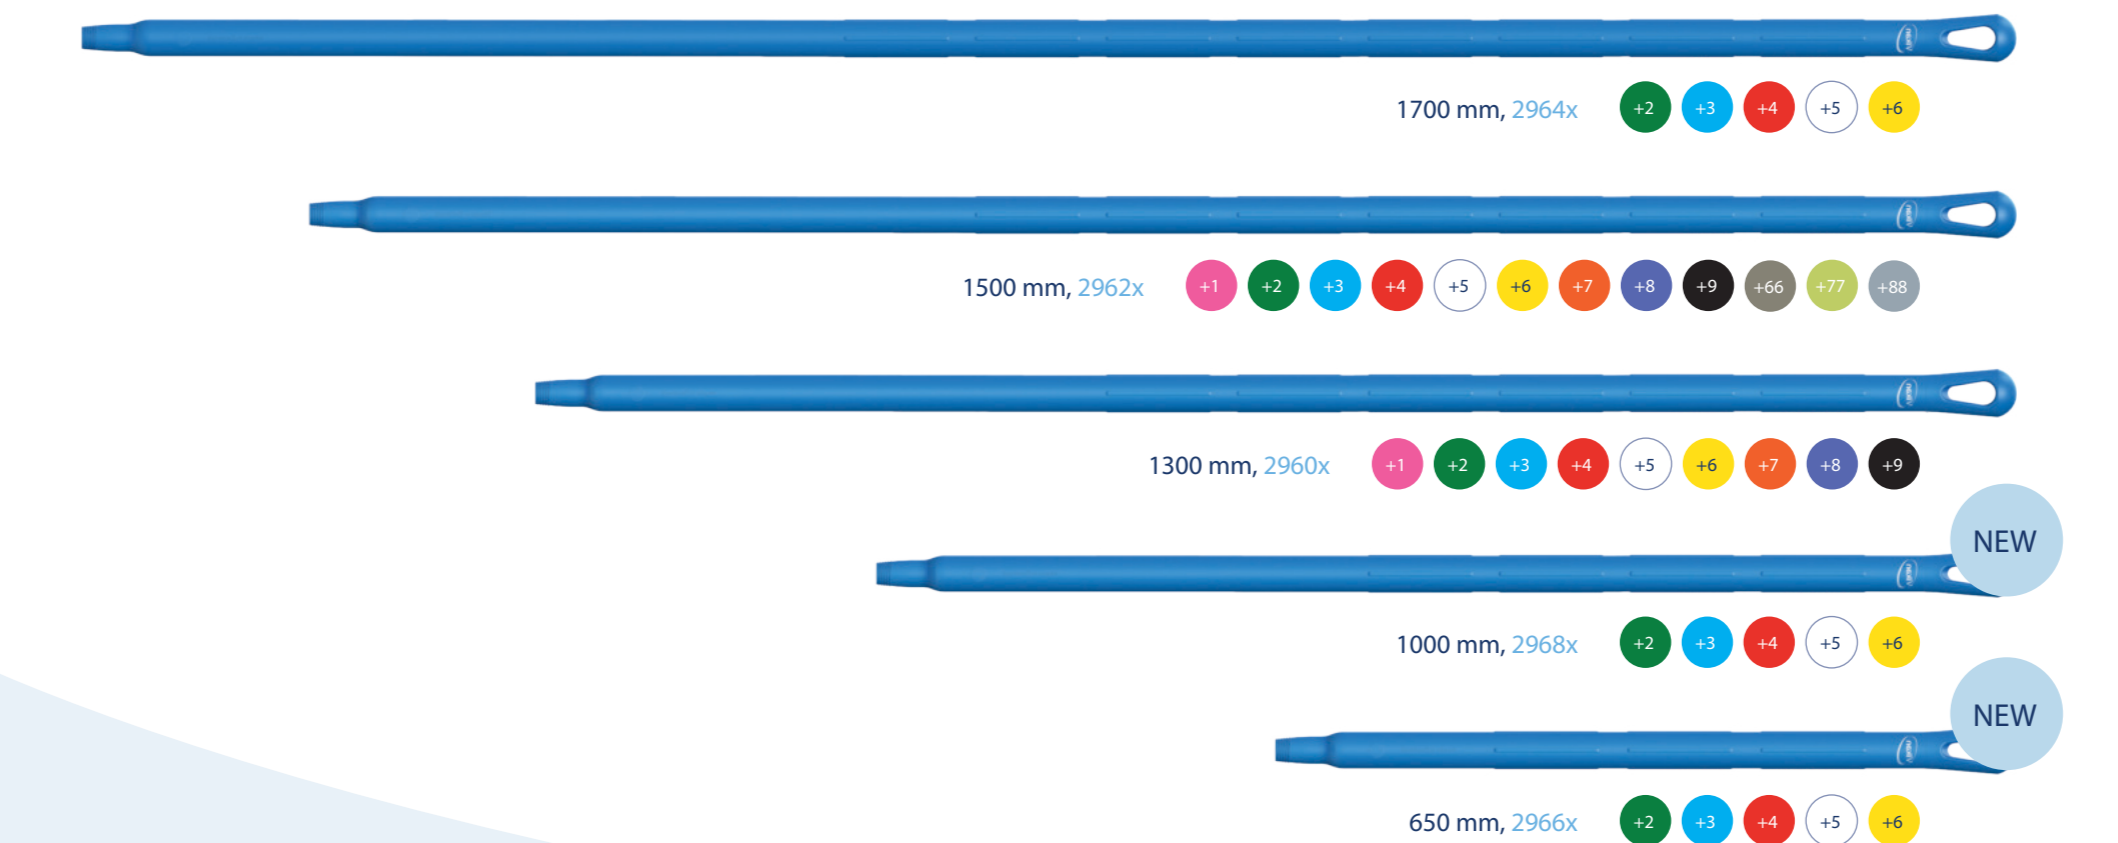 1700 mm, 2964x +2 +3 +4 +5 +6
1500 mm, 2962x +1 +2 +3 +4 +5 +6 +7 +8 +9 +66 +77 +88
1300 mm, 2960x +1 +2 +3 +4 +5 +6 +7 +8 +9
NEW
1000 mm, 2968x +2 +3 +4 +5 +6
NEW
650 mm, 2966x +2 +3 +4 +5 +6